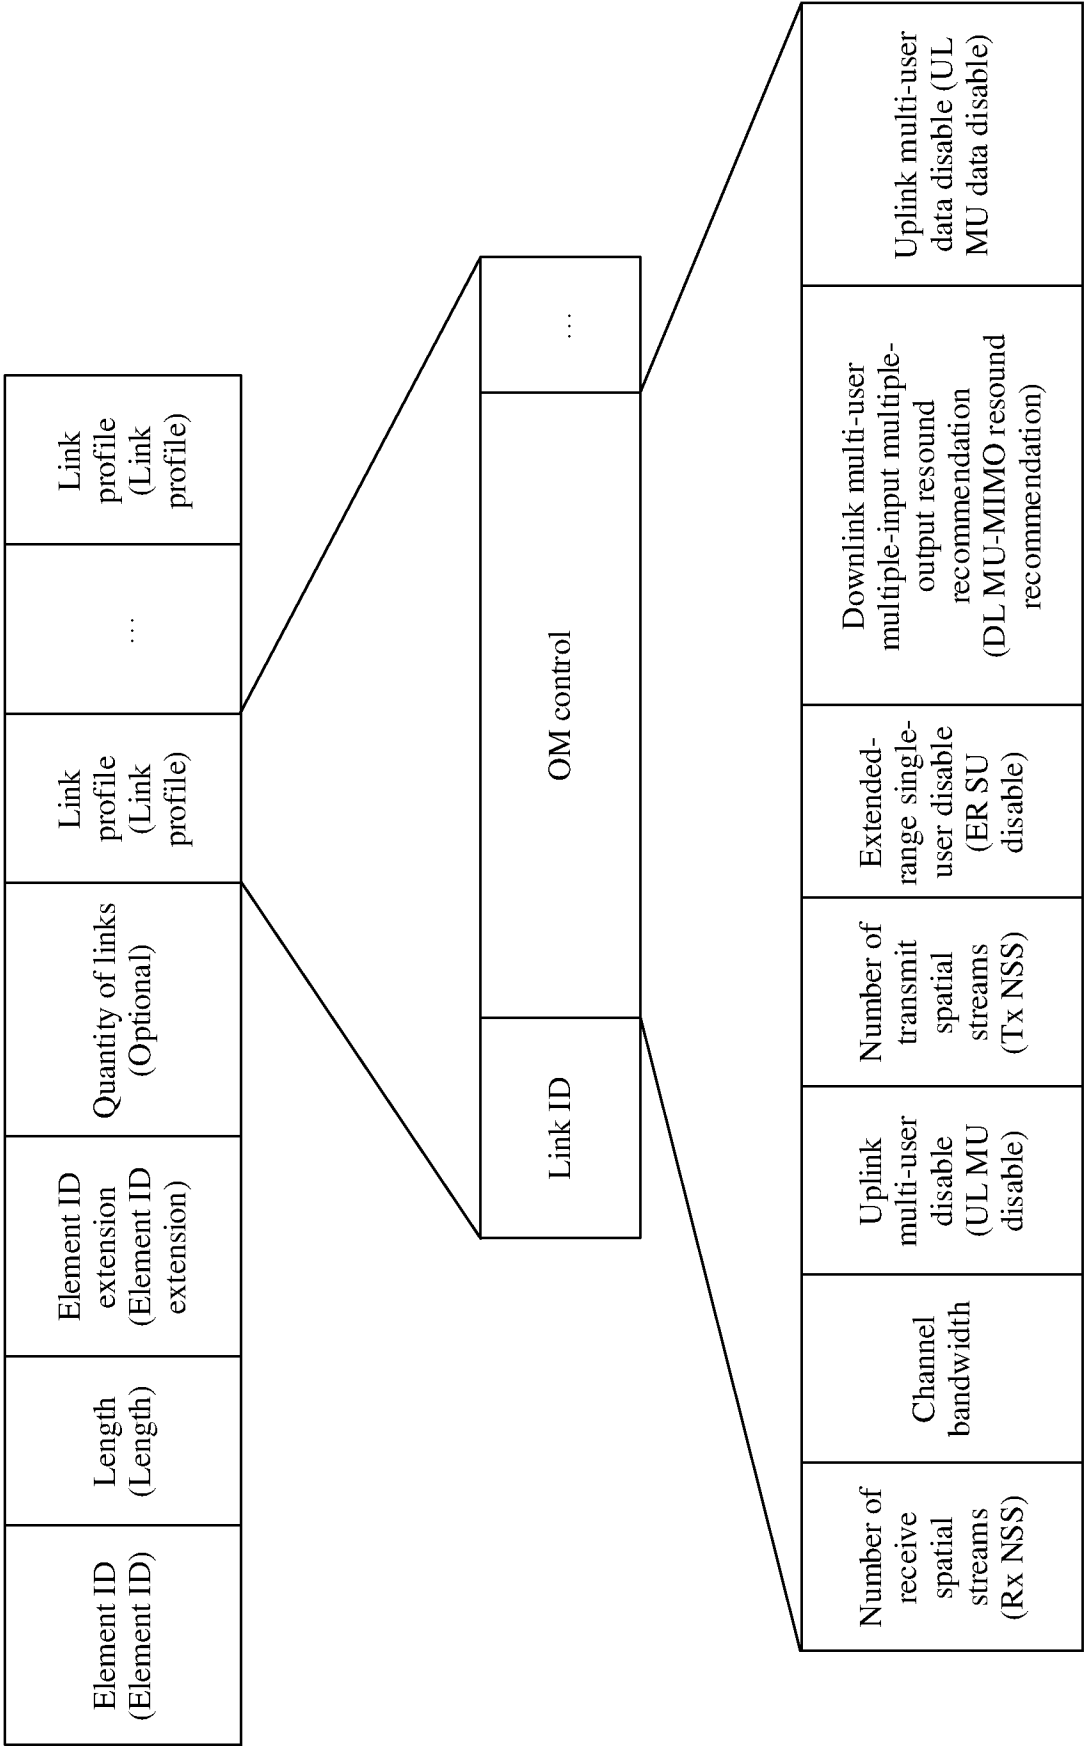 Element ID
(Element ID)
Length
(Length)
Element ID
extension
(Element ID
extension)
Quantity of links
(Optional)
Link
profile
(Link
profile)
...
Link
profile
(Link
profile)
Link ID
OM control
...
Number of
receive
spatial
streams
(Rx NSS)
Channel
bandwidth
Uplink
multi-user
disable
(UL MU
disable)
Number of
transmit
spatial
streams
(Tx NSS)
Extended-
range single-
user disable
(ER SU
disable)
Downlink multi-user
multiple-input multiple-
output resound
recommendation
(DL MU-MIMO resound
recommendation)
Uplink multi-user
data disable (UL
MU data disable)